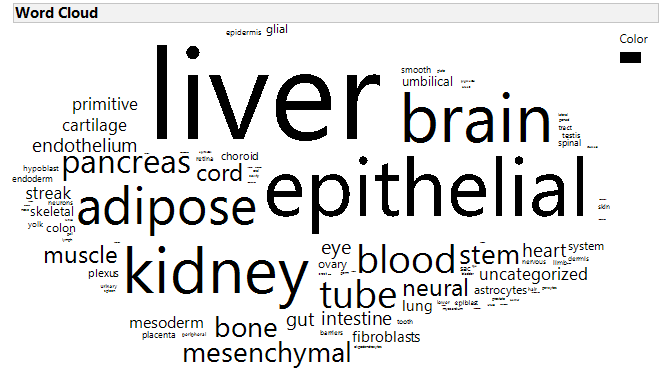 Word Cloud
epidermis glial
Color
liver
smooth
umbilical
primitive
brain
cartilage
tract
testis
endothelium
spinal
choroid
retina
pancreas
hypoblast
cord
endoderm
epithelial
streak
neurons
adipose
skeletal
skin
yolk colon
eye
blood
stem
heart system
muscle
nervous
dermis
limb
ovary
sac
plexus
kidney
uncategorized
bladder
urinary
tube
neural
astrocytes
lung
epiblast
mesoderm
bone
gut intestine
tooth
placenta peripheral
barriers
fibroblasts
mesenchymal